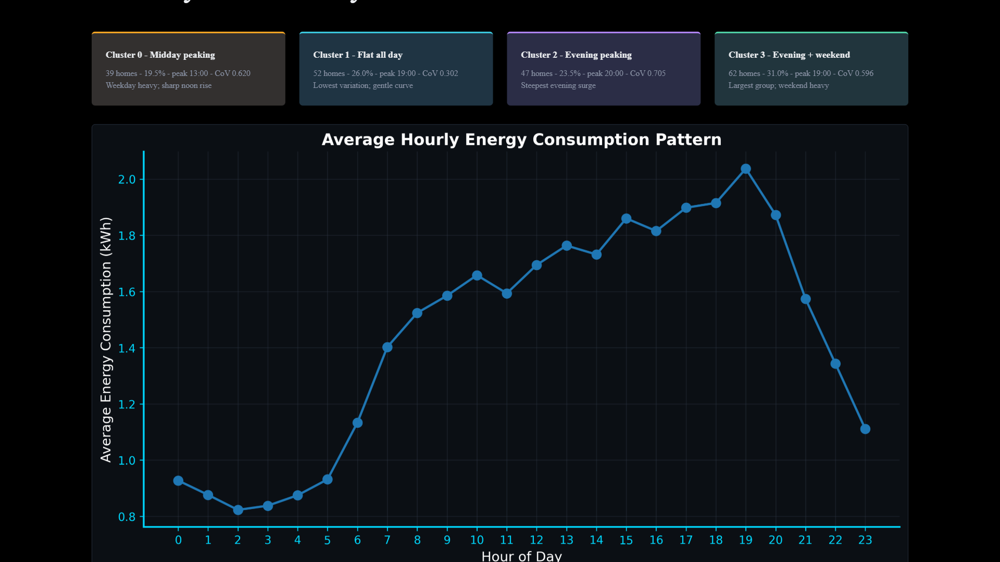 Cluster 0 - Midday peaking
39 homes - 19.5% - peak 13:00 - CoV 0.620
Weekday heavy; sharp noon rise
Cluster 1 - Flat all day
52 homes - 26.0% - peak 19:00 - CoV 0.302
Lowest variation; gentle curve
Cluster 2 - Evening peaking
47 homes - 23.5% - peak 20:00 - CoV 0.705
Steepest evening surge
Cluster 3 - Evening + weekend
62 homes - 31.0% - peak 19:00 - CoV 0.596
Largest group; weekend heavy
Average Hourly Energy Consumption Pattern
Average Energy Consumption (kWh)
2.0
1.8
1.6
1.4
1.2
1.0
0.8
0 1 2 3 4 5 6 7 8 9 10 11 12 13 14 15 16 17 18 19 20 21 22 23
Hour of Day